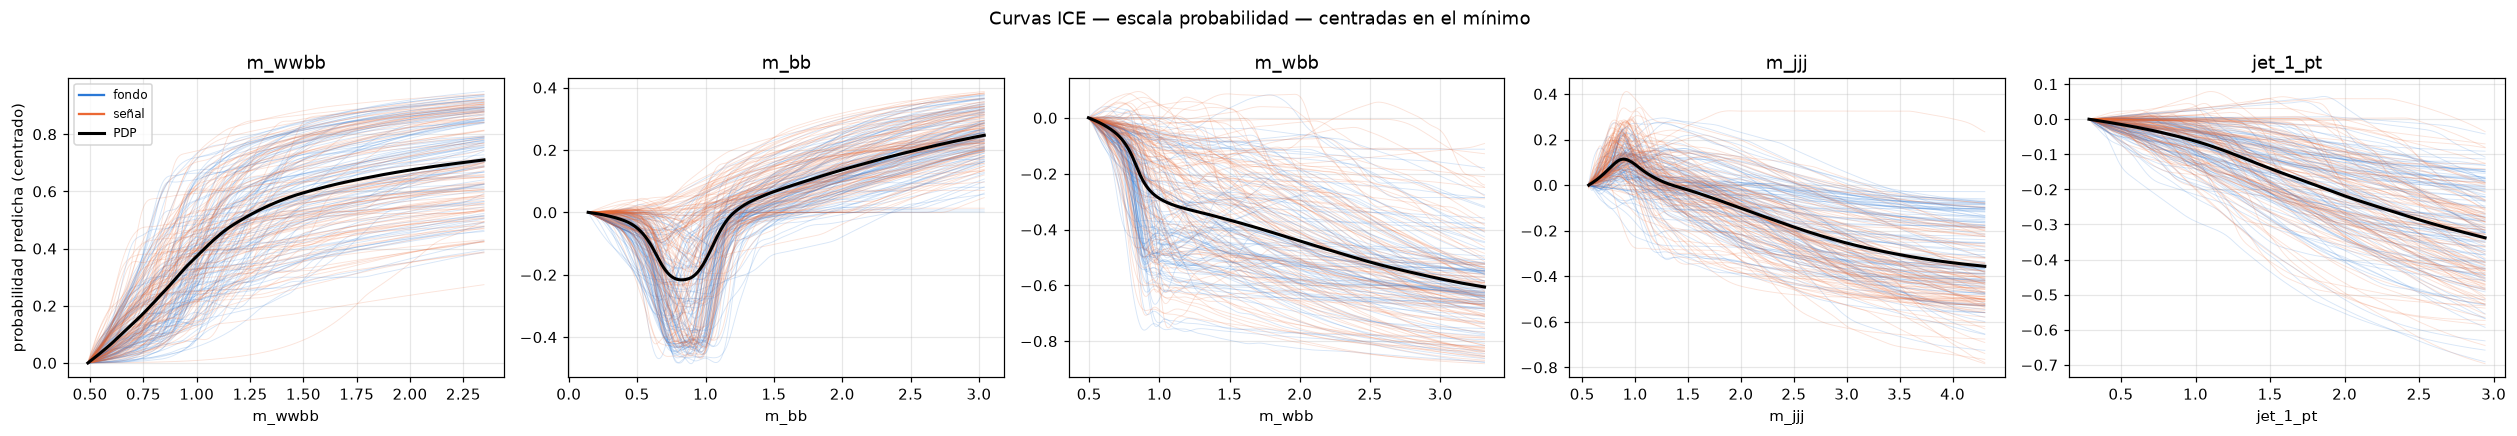 Curvas ICE — escala probabilidad — centradas en el mínimo
m_wwbb
m_bb
m_wbb
m_jjj
jet_1_pt
probabilidad predicha (centrado)
fondo
señal
PDP
0.8
0.6
0.4
0.2
0.0
0.50 0.75 1.00 1.25 1.50 1.75 2.00 2.25
m_wwbb
0.4
0.2
0.0
−0.2
−0.4
0.0 0.5 1.0 1.5 2.0 2.5 3.0
m_bb
0.0
−0.2
−0.4
−0.6
−0.8
0.5 1.0 1.5 2.0 2.5 3.0
m_wbb
0.4
0.2
0.0
−0.2
−0.4
−0.6
−0.8
0.5 1.0 1.5 2.0 2.5 3.0 3.5 4.0
m_jjj
0.1
0.0
−0.1
−0.2
−0.3
−0.4
−0.5
−0.6
−0.7
0.5 1.0 1.5 2.0 2.5 3.0
jet_1_pt